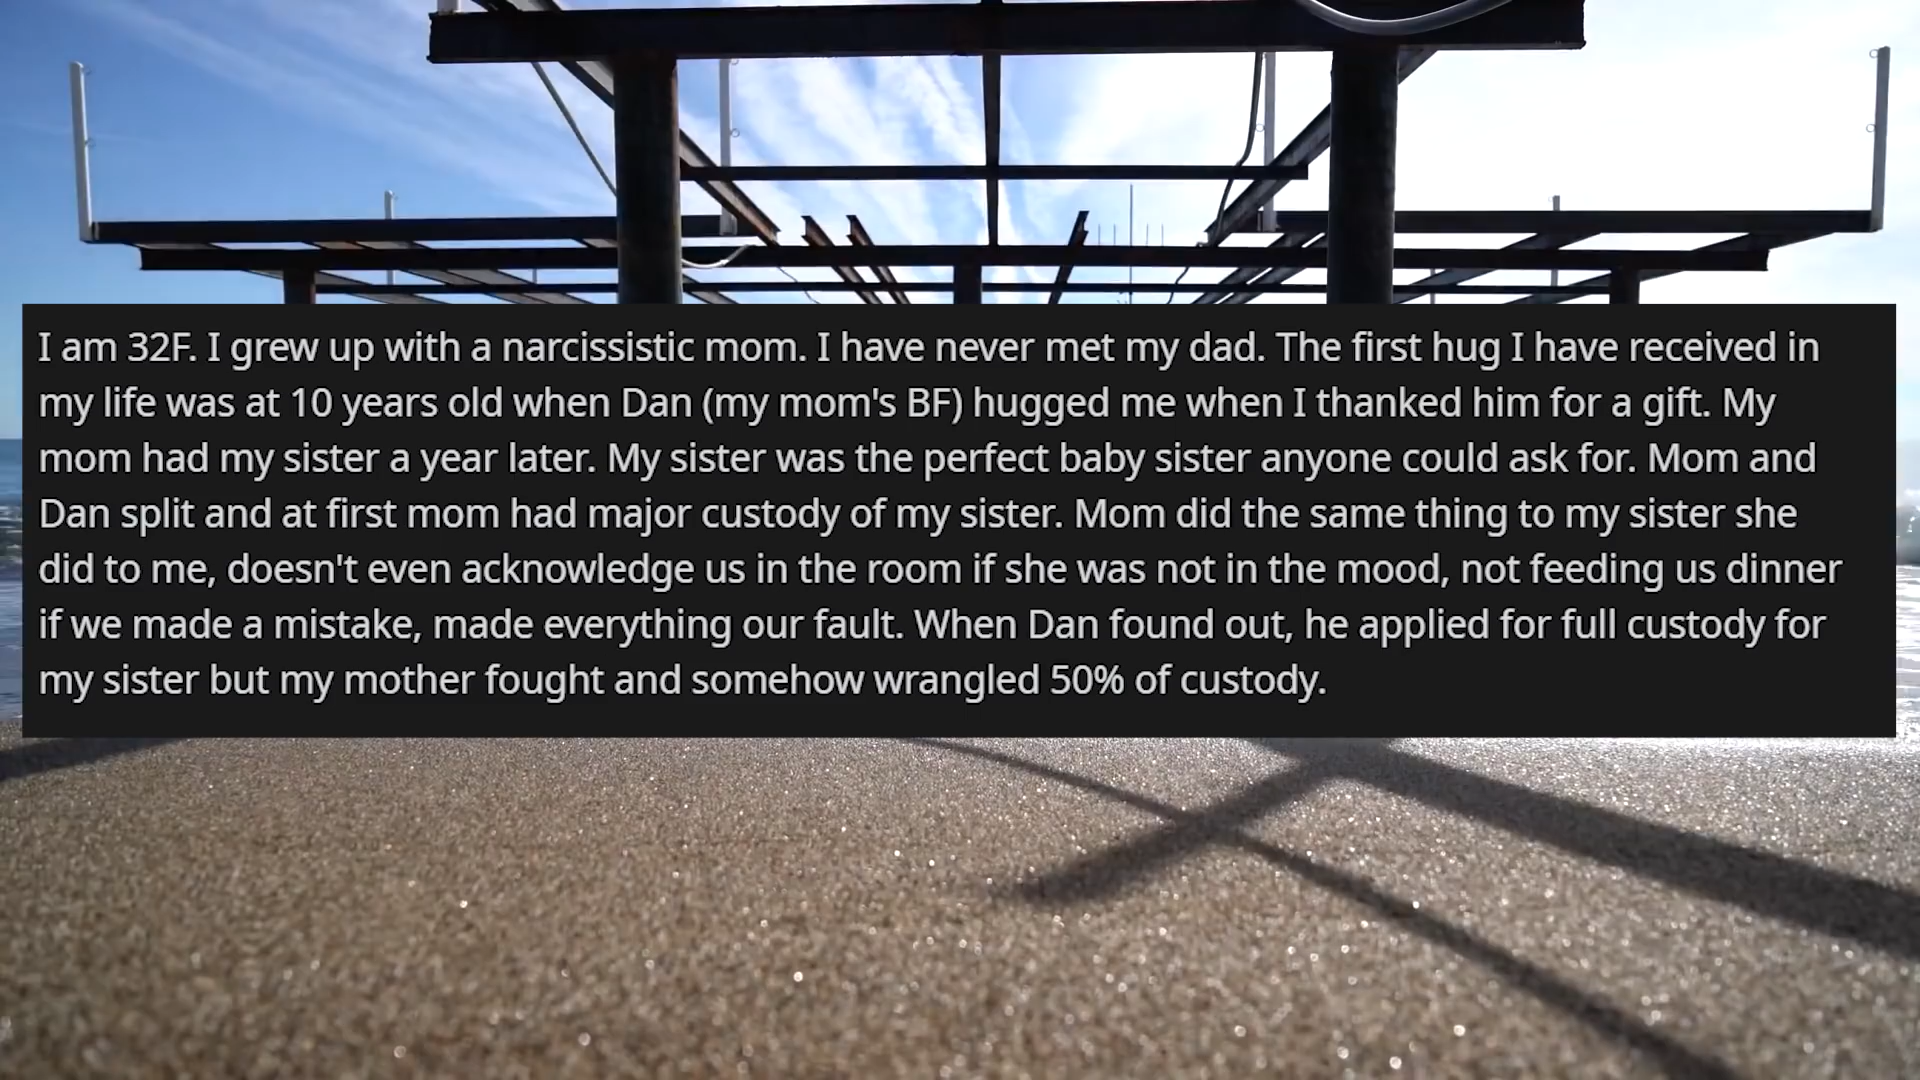 I am 32F. I grew up with a narcissistic mom. I have never met my dad. The first hug I have received in
my life was at 10 years old when Dan (my mom's BF) hugged me when I thanked him for a gift. My
mom had my sister a year later. My sister was the perfect baby sister anyone could ask for. Mom and
Dan split and at first mom had major custody of my sister. Mom did the same thing to my sister she
did to me, doesn't even acknowledge us in the room if she was not in the mood, not feeding us dinner
if we made a mistake, made everything our fault. When Dan found out, he applied for full custody for
my sister but my mother fought and somehow wrangled 50% of custody.